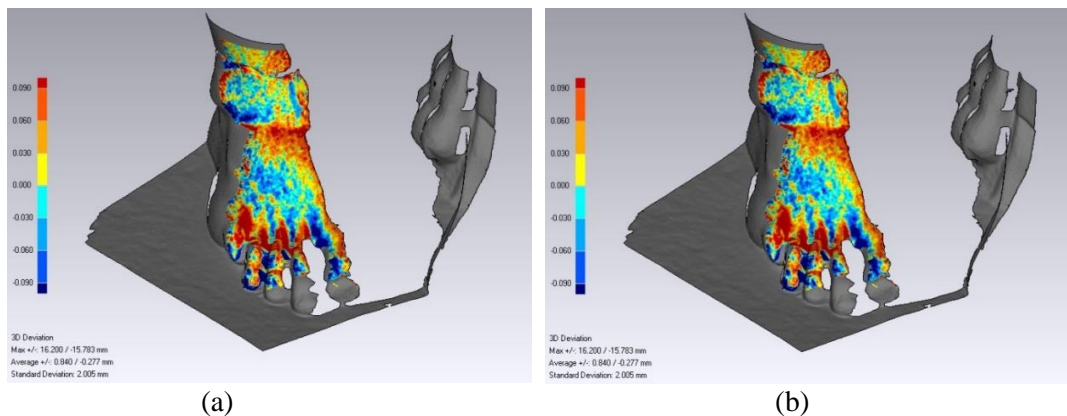 0.090
0.060
0.030
0.000
-0.030
-0.060
-0.090
3D Deviation
Max +/-: 16.200 / -15.783 mm
Average +/-: 0.840 / -0.277 mm
Standard Deviation: 2.005 mm
(a)
0.090
0.060
0.030
0.000
-0.030
-0.060
-0.090
3D Deviation
Max +/-: 16.200 / -15.783 mm
Average +/-: 0.840 / -0.277 mm
Standard Deviation: 2.005 mm
(b)